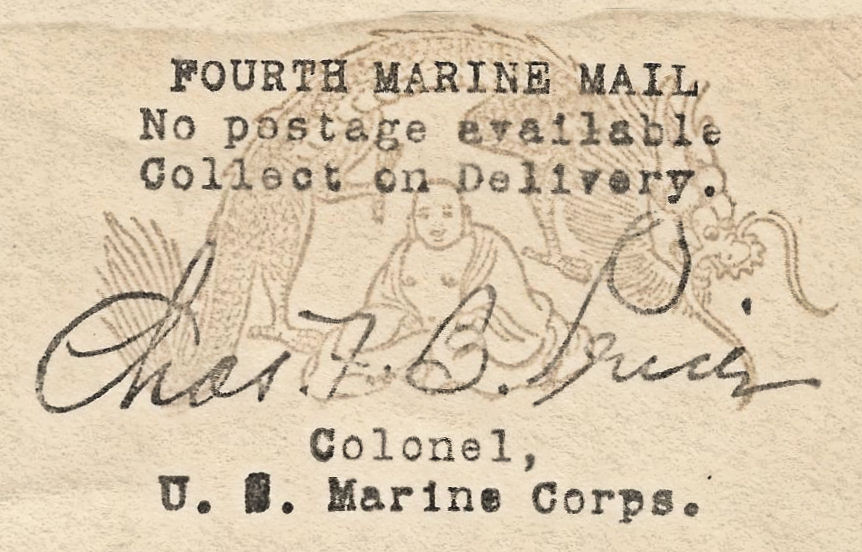 FOURTH MARINE MAIL
No postage available
Collect on Delivery.
Chas. F. B. Price
Colonel,
U. S. Marine Corps.